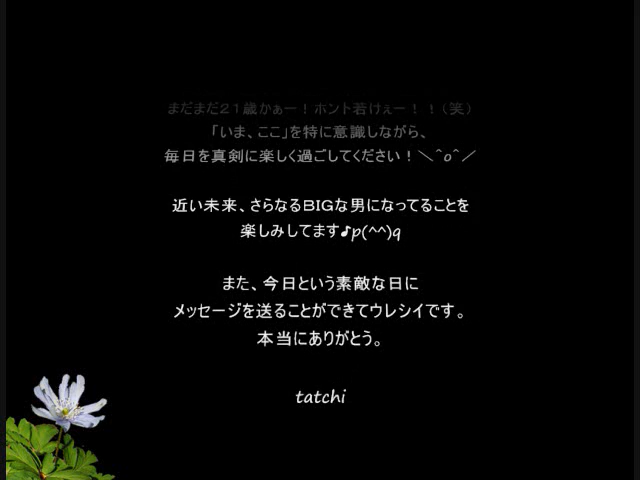 まだまだ21歳かぁー！ホント若けぇー！！（笑）
「いま、ここ」を特に意識しながら、
毎日を真剣に楽しく過ごしてください！＼^o^／
近い未来、さらなるBIGな男になってることを
楽しみしてます♪p(^^)q
また、今日という素敵な日に
メッセージを送ることができてウレシイです。
本当にありがとう。
tatchi